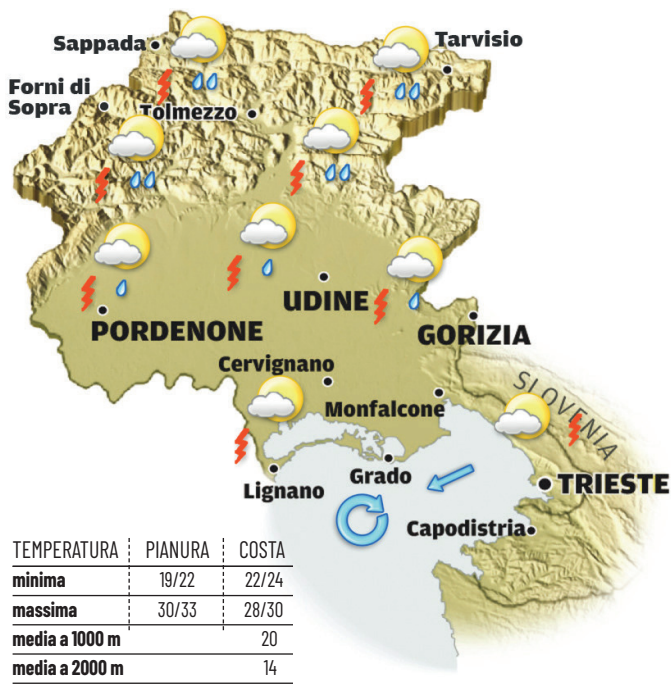 Sappada
Tarvisio
Forni di
Sopra
Tolmezzo
UDINE
PORDENONE
GORIZIA
Cervignano
SLOVENIA
Monfalcone
Grado
Lignano
TRIESTE
Capodistria
TEMPERATURA PIANURA COSTA
minima 19/22 22/24
massima 30/33 28/30
media a 1000 m 20
media a 2000 m 14